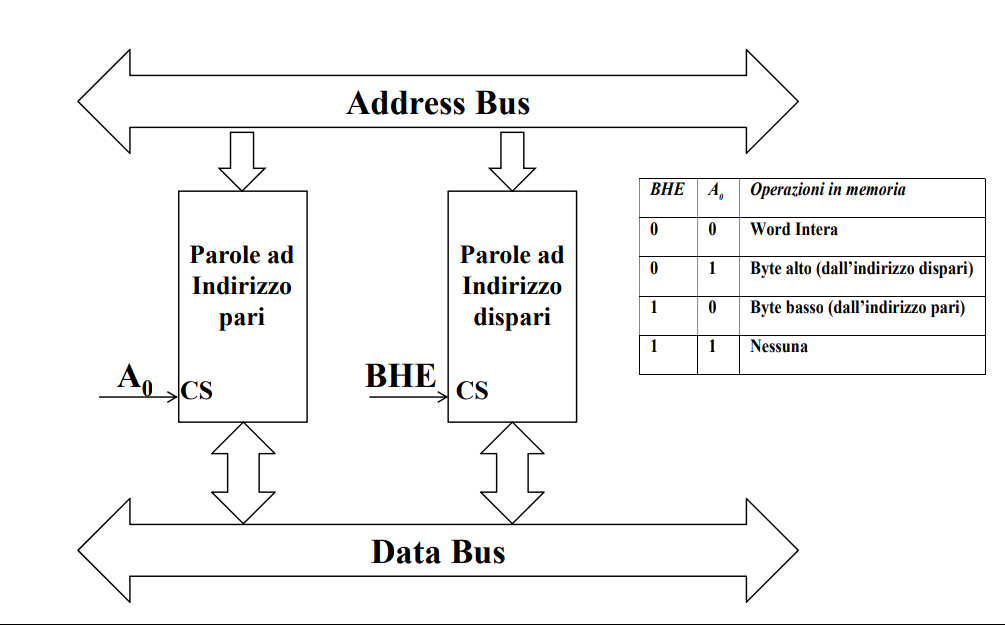 Address Bus
Parole ad
Indirizzo
pari
A0
CS
Parole ad
Indirizzo
dispari
BHE
CS
BHE A0 Operazioni in memoria
0 0 Word Intera
0 1 Byte alto (dall'indirizzo dispari)
1 0 Byte basso (dall'indirizzo pari)
1 1 Nessuna
Data Bus